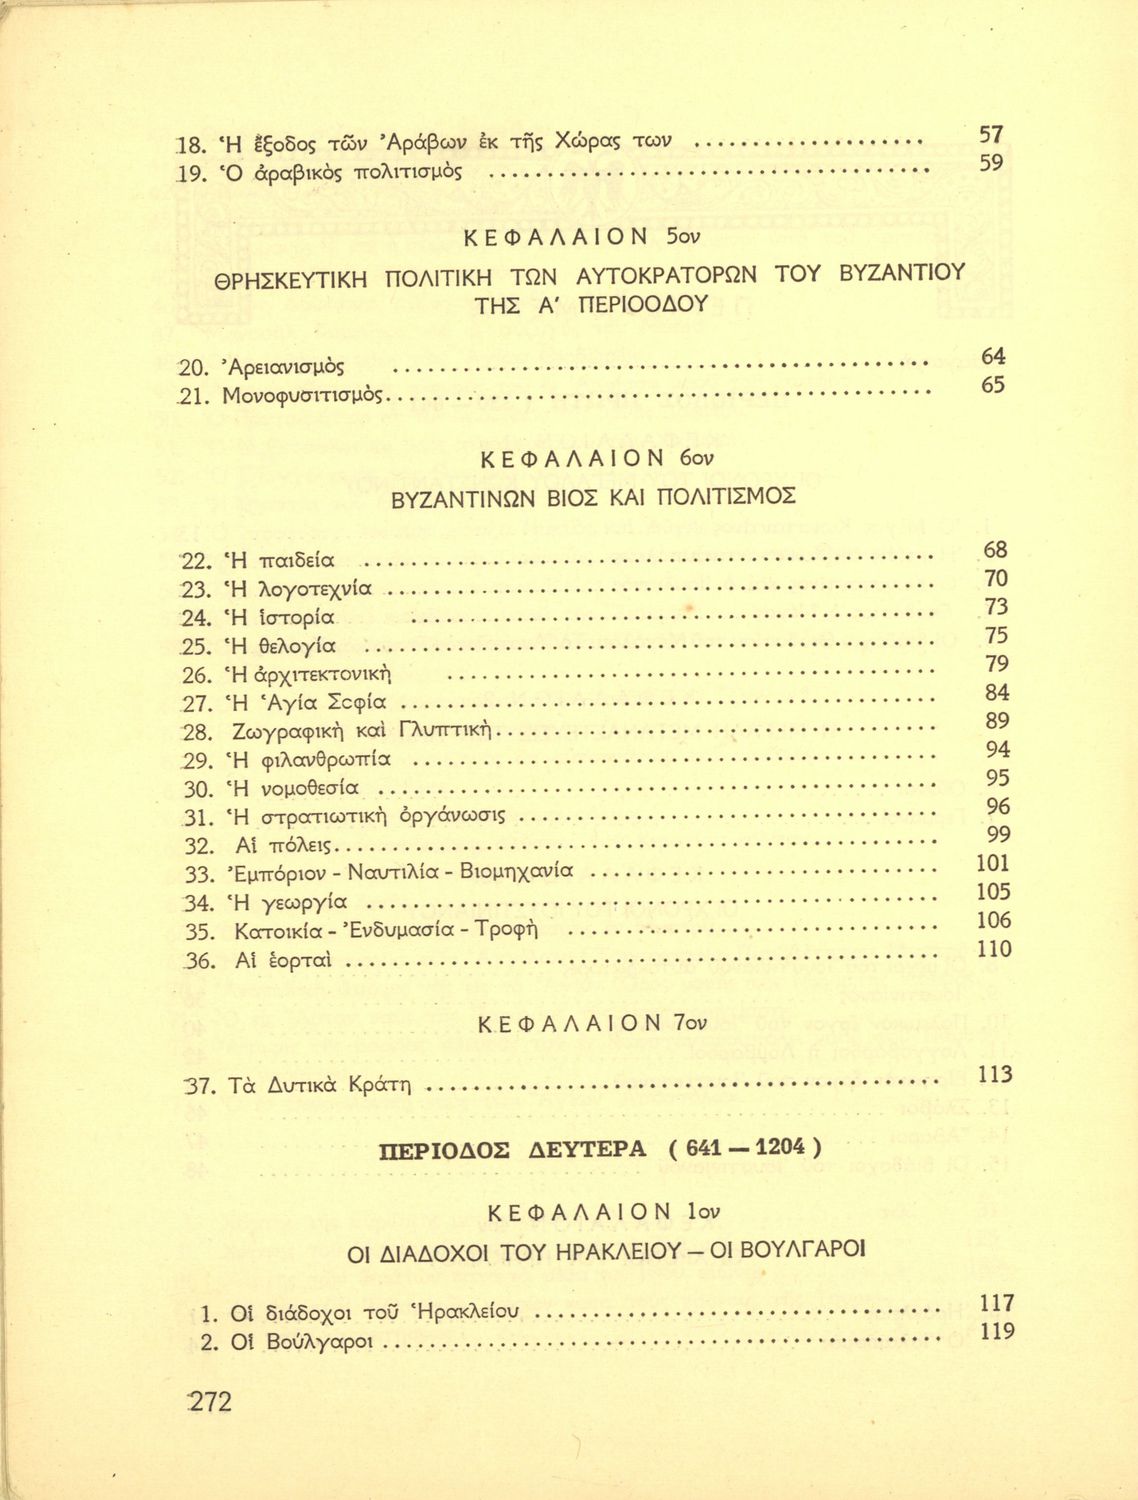 18. Ἡ ἔξοδος τῶν Ἀράβων ἐκ τῆς Χώρας των .................... 57
19. Ὁ ἀραβικὸς πολιτισμὸς .................... 59
ΚΕΦΑΛΑΙΟΝ 5ον
ΘΡΗΣΚΕΥΤΙΚΗ ΠΟΛΙΤΙΚΗ ΤΩΝ ΑΥΤΟΚΡΑΤΟΡΩΝ ΤΟΥ ΒΥΖΑΝΤΙΟΥ
ΤΗΣ Α' ΠΕΡΙΟΟΔΟΥ
20. Ἀρειανισμὸς .................... 64
21. Μονοφυσιτισμὸς .................... 65
ΚΕΦΑΛΑΙΟΝ 6ον
ΒΥΖΑΝΤΙΝΩΝ ΒΙΟΣ ΚΑΙ ΠΟΛΙΤΙΣΜΟΣ
22. Ἡ παιδεία .................... 68
23. Ἡ λογοτεχνία .................... 70
24. Ἡ ἱστορία .................... 73
25. Ἡ θελογία .................... 75
26. Ἡ ἀρχιτεκτονικὴ .................... 79
27. Ἡ Ἁγία Σοφία .................... 84
28. Ζωγραφικὴ καὶ Γλυπτικὴ .................... 89
29. Ἡ φιλανθρωπία .................... 94
30. Ἡ νομοθεσία .................... 95
31. Ἡ στρατιωτικὴ ὀργάνωσις .................... 96
32. Αἱ πόλεις .................... 99
33. Ἐμπόριον - Ναυτιλία - Βιομηχανία .................... 101
34. Ἡ γεωργία .................... 105
35. Κατοικία - Ἐνδυμασία - Τροφὴ .................... 106
36. Αἱ ἑορταὶ .................... 110
ΚΕΦΑΛΑΙΟΝ 7ον
37. Τὰ Δυτικὰ Κράτη .................... 113
ΠΕΡΙΟΔΟΣ ΔΕΥΤΕΡΑ ( 641 — 1204 )
ΚΕΦΑΛΑΙΟΝ 1ον
ΟΙ ΔΙΑΔΟΧΟΙ ΤΟΥ ΗΡΑΚΛΕΙΟΥ — ΟΙ ΒΟΥΛΓΑΡΟΙ
1. Οἱ διάδοχοι τοῦ Ἡρακλείου .................... 117
2. Οἱ Βούλγαροι .................... 119
272